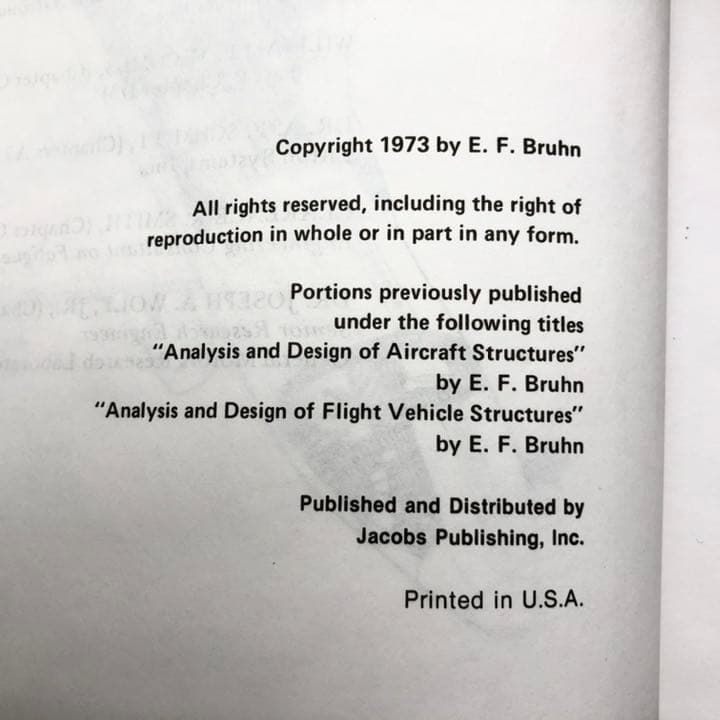 Copyright 1973 by E. F. Bruhn
All rights reserved, including the right of
reproduction in whole or in part in any form.
Portions previously published
under the following titles
"Analysis and Design of Aircraft Structures"
by E. F. Bruhn
"Analysis and Design of Flight Vehicle Structures"
by E. F. Bruhn
Published and Distributed by
Jacobs Publishing, Inc.
Printed in U.S.A.